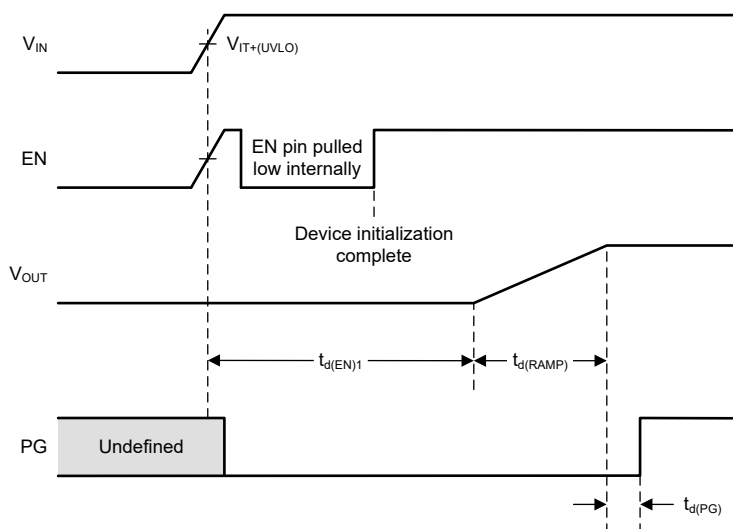 VIN
VIT+(UVLO)
EN
EN pin pulled
low internally
Device initialization
complete
VOUT
td(EN)1
td(RAMP)
PG
Undefined
td(PG)